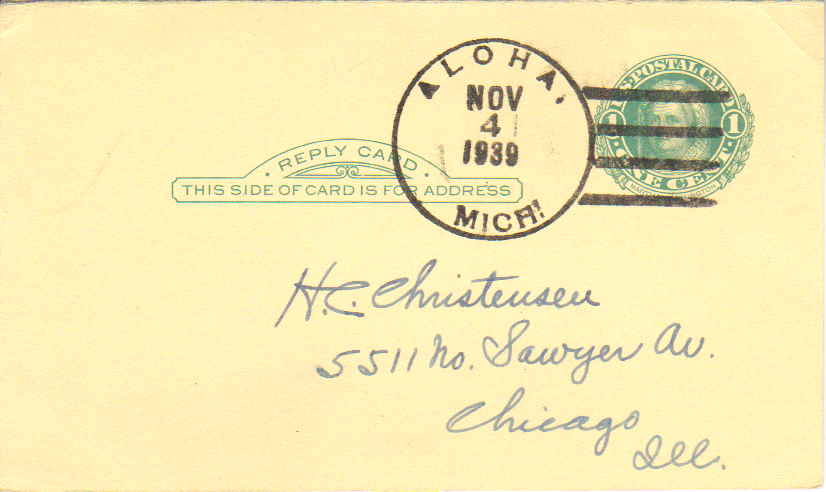 ALOHA,
NOV
4
1939
MICH.
U.S. POSTAL CARD
1 1
ONE CENT
WASHINGTON
· REPLY CARD ·
THIS SIDE OF CARD IS FOR ADDRESS
H.C. Christensen
5511 No. Sawyer Av.
Chicago
Ill.